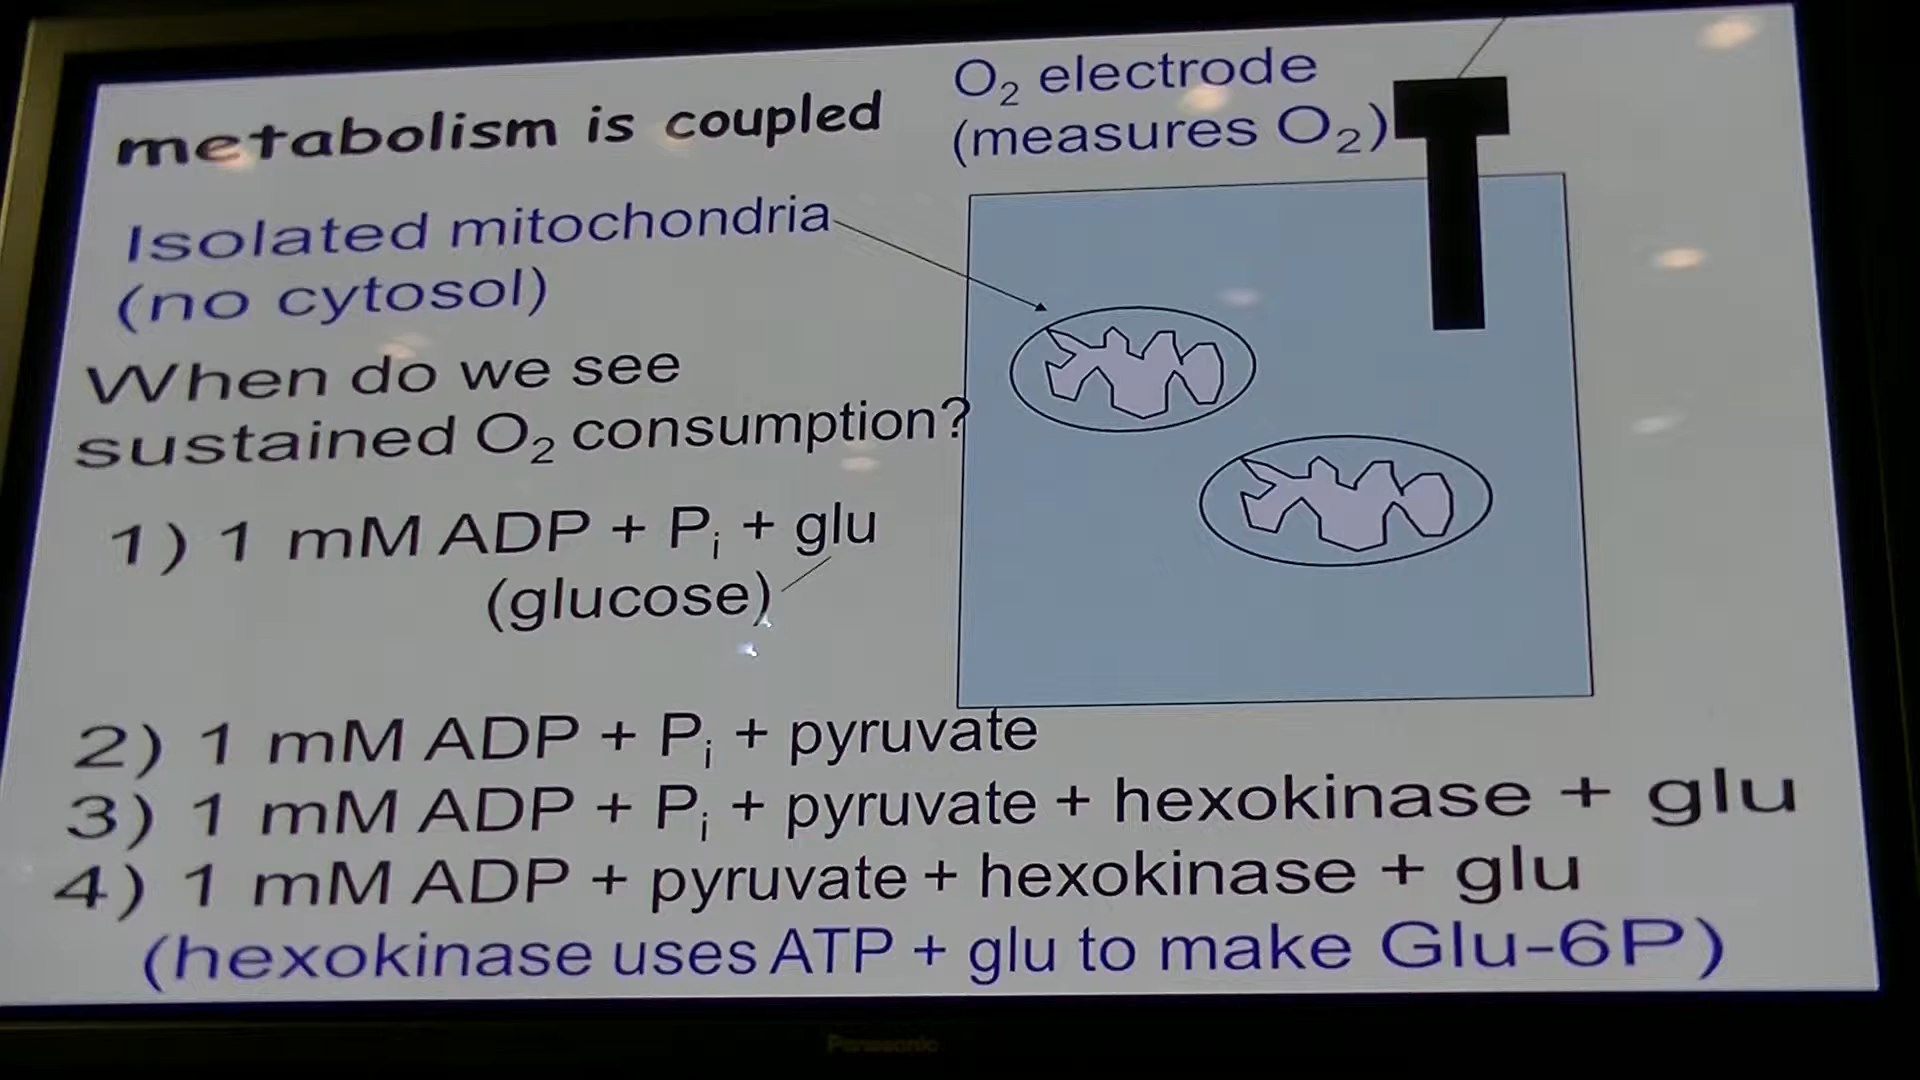 metabolism is coupled
O₂ electrode
(measures O₂)
Isolated mitochondria
(no cytosol)
When do we see
sustained O₂ consumption?
1) 1 mM ADP + Pᵢ + glu
(glucose)
2) 1 mM ADP + Pᵢ + pyruvate
3) 1 mM ADP + Pᵢ + pyruvate + hexokinase + glu
4) 1 mM ADP + pyruvate + hexokinase + glu
(hexokinase uses ATP + glu to make Glu-6P)
Panasonic